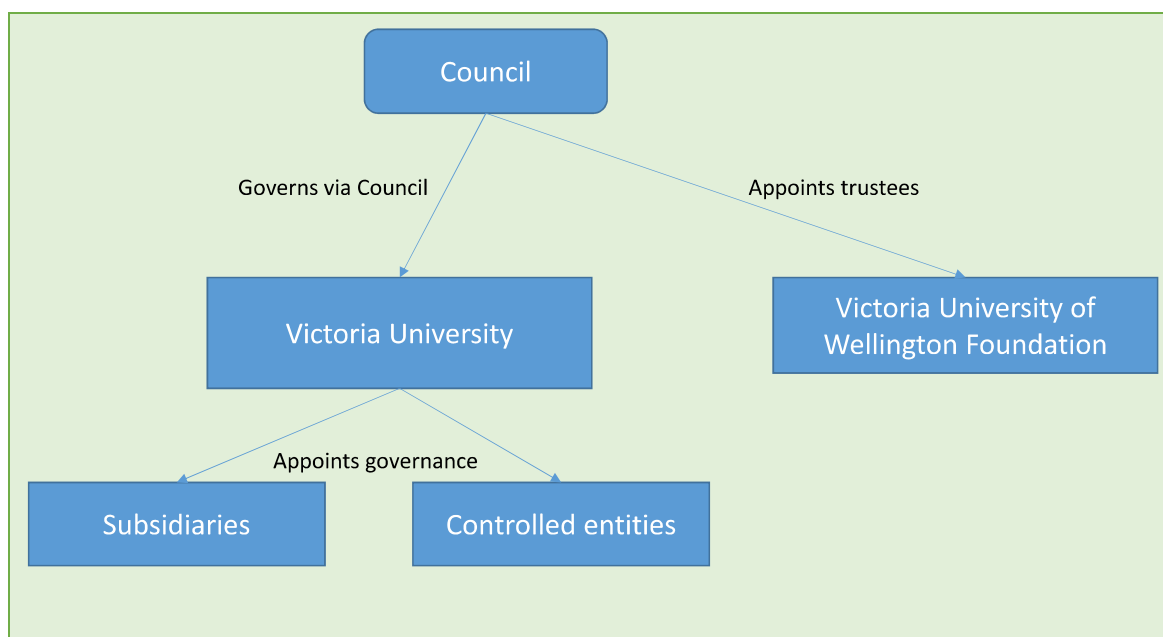 Council
Governs via Council
Appoints trustees
Victoria University
Victoria University of
Wellington Foundation
Appoints governance
Subsidiaries
Controlled entities